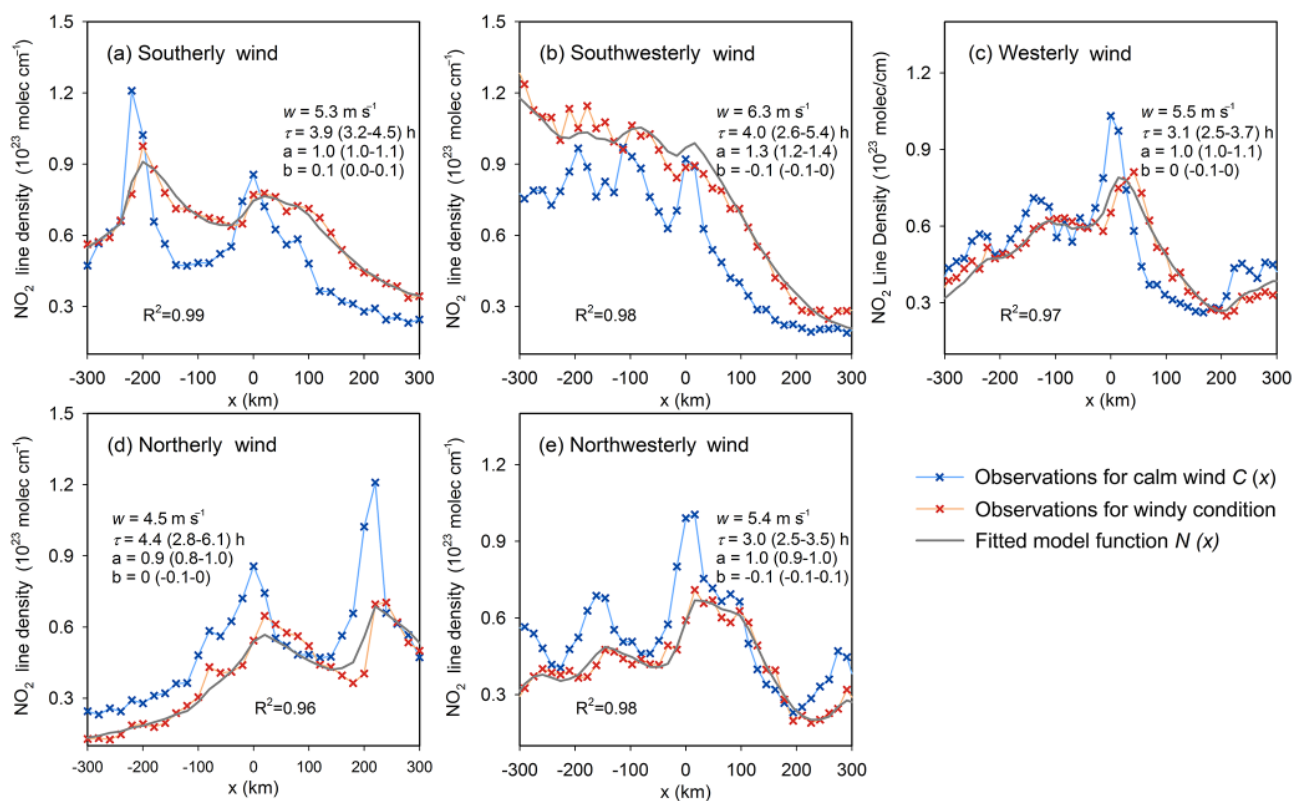 (a) Southerly wind
w = 5.3 m s⁻¹
τ = 3.9 (3.2-4.5) h
a = 1.0 (1.0-1.1)
b = 0.1 (0.0-0.1)
R²=0.99
NO₂ line density (10²³ molec cm⁻¹)
1.5
1.2
0.9
0.6
0.3
-300 -200 -100 0 100 200 300
x (km)
(b) Southwesterly wind
w = 6.3 m s⁻¹
τ = 4.0 (2.6-5.4) h
a = 1.3 (1.2-1.4)
b = -0.1 (-0.1-0)
R²=0.98
NO₂ line density (10²³ molec cm⁻¹)
1.5
1.2
0.9
0.6
0.3
-300 -200 -100 0 100 200 300
x (km)
(c) Westerly wind
w = 5.5 m s⁻¹
τ = 3.1 (2.5-3.7) h
a = 1.0 (1.0-1.1)
b = 0 (-0.1-0)
R²=0.97
NO₂ Line Density (10²³ molec/cm)
1.2
0.9
0.6
0.3
-300 -200 -100 0 100 200 300
x (km)
(d) Northerly wind
w = 4.5 m s⁻¹
τ = 4.4 (2.8-6.1) h
a = 0.9 (0.8-1.0)
b = 0 (-0.1-0)
R²=0.96
NO₂ line density (10²³ molec cm⁻¹)
1.5
1.2
0.9
0.6
0.3
-300 -200 -100 0 100 200 300
x (km)
(e) Northwesterly wind
w = 5.4 m s⁻¹
τ = 3.0 (2.5-3.5) h
a = 1.0 (0.9-1.0)
b = -0.1 (-0.1-0.1)
R²=0.98
NO₂ line density (10²³ molec cm⁻¹)
1.2
0.9
0.6
0.3
-300 -200 -100 0 100 200 300
x (km)
Observations for calm wind C (x)
Observations for windy condition
Fitted model function N (x)